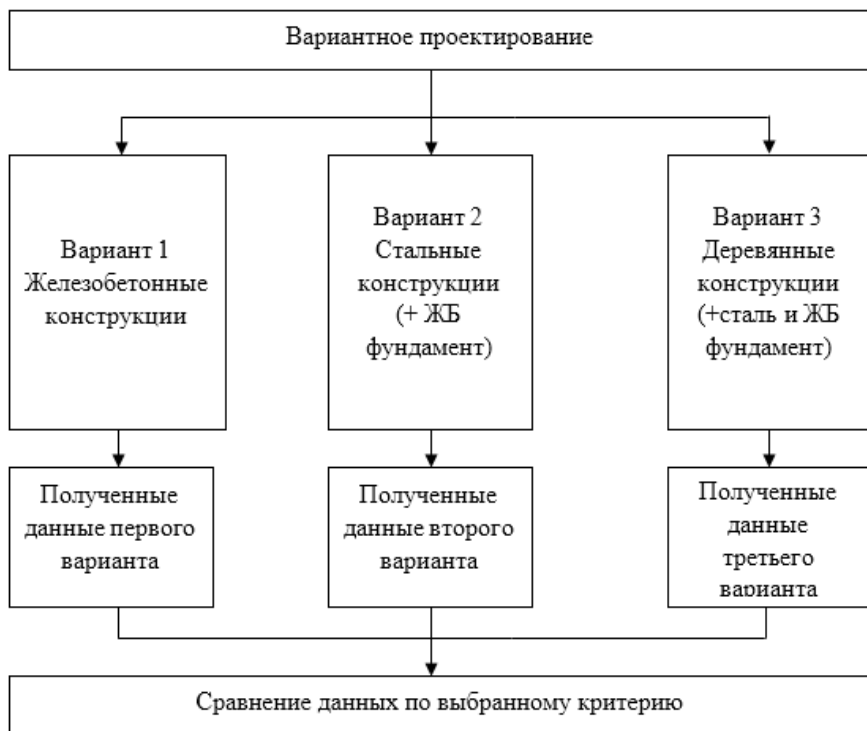 Вариантное проектирование
Вариант 1
Железобетонные
конструкции
Вариант 2
Стальные
конструкции
(+ ЖБ
фундамент)
Вариант 3
Деревянные
конструкции
(+сталь и ЖБ
фундамент)
Полученные
данные первого
варианта
Полученные
данные второго
варианта
Полученные
данные
третьего
варианта
Сравнение данных по выбранному критерию